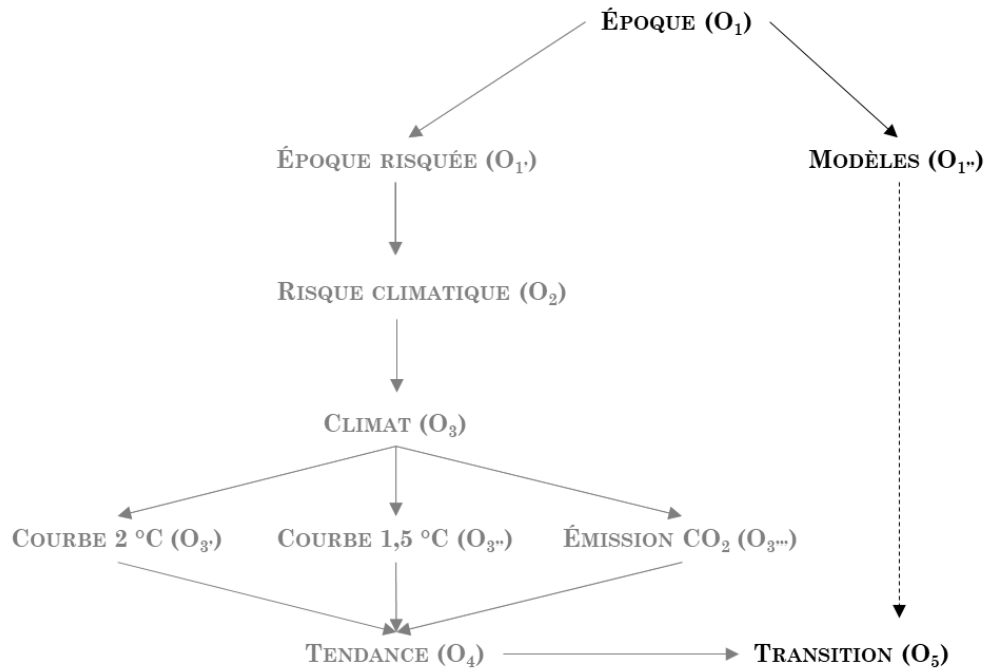 ÉPOQUE (O₁)
ÉPOQUE RISQUÉE (O₁′)
MODÈLES (O₁″)
RISQUE CLIMATIQUE (O₂)
CLIMAT (O₃)
COURBE 2 °C (O₃′)
COURBE 1,5 °C (O₃″)
ÉMISSION CO₂ (O₃‴)
TENDANCE (O₄)
TRANSITION (O₅)